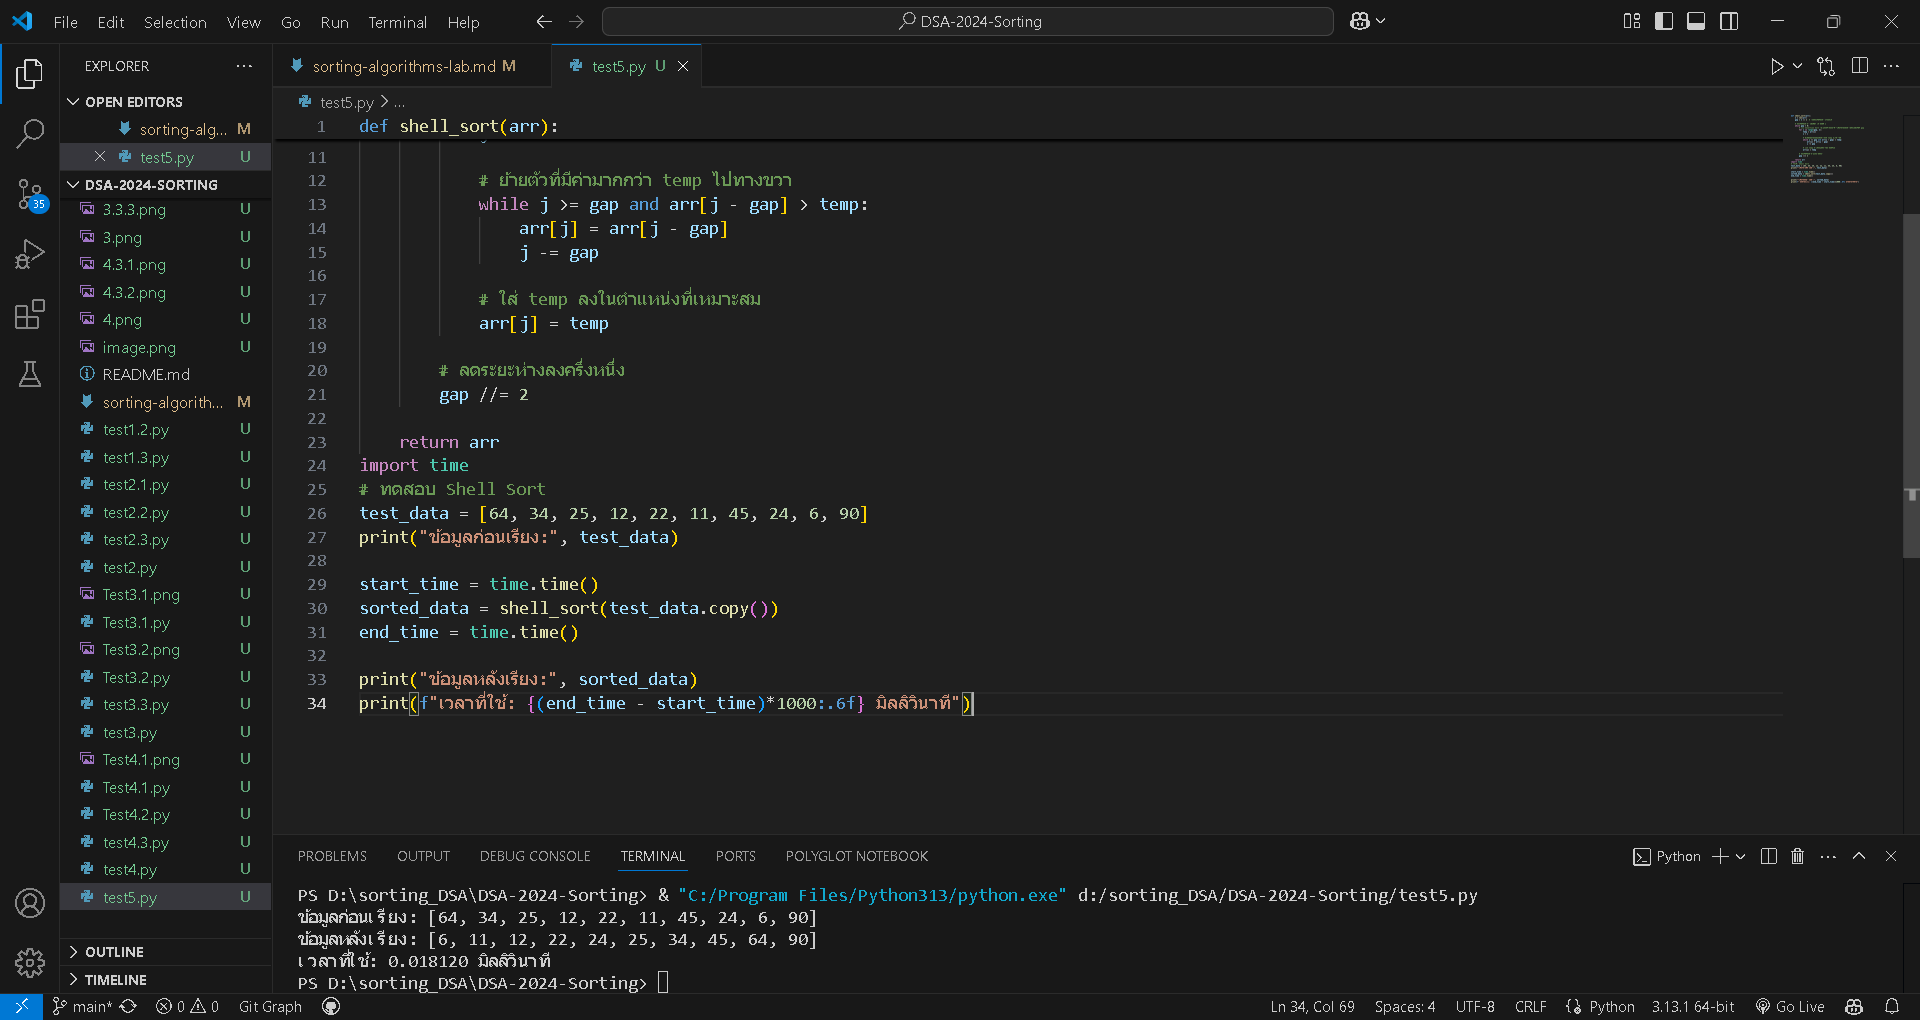 File Edit Selection View Go Run Terminal Help
DSA-2024-Sorting
EXPLORER
OPEN EDITORS
sorting-alg... M
test5.py U
DSA-2024-SORTING
3.3.3.png U
3.png U
4.3.1.png U
4.3.2.png U
4.png U
image.png U
README.md
sorting-algorith... M
test1.2.py U
test1.3.py U
test2.1.py U
test2.2.py U
test2.3.py U
test2.py U
Test3.1.png U
Test3.1.py U
Test3.2.png U
Test3.2.py U
test3.3.py U
test3.py U
Test4.1.png U
Test4.1.py U
Test4.2.py U
test4.3.py U
test4.py U
test5.py U
OUTLINE
TIMELINE
35
sorting-algorithms-lab.md M
test5.py U
test5.py > ...
1 def shell_sort(arr):
11
12 # ย้ายตัวที่มีค่ามากกว่า temp ไปทางขวา
13 while j >= gap and arr[j - gap] > temp:
14 arr[j] = arr[j - gap]
15 j -= gap
16
17 # ใส่ temp ลงในตำแหน่งที่เหมาะสม
18 arr[j] = temp
19
20 # ลดระยะห่างลงครึ่งหนึ่ง
21 gap //= 2
22
23 return arr
24 import time
25 # ทดสอบ Shell Sort
26 test_data = [64, 34, 25, 12, 22, 11, 45, 24, 6, 90]
27 print("ข้อมูลก่อนเรียง:", test_data)
28
29 start_time = time.time()
30 sorted_data = shell_sort(test_data.copy())
31 end_time = time.time()
32
33 print("ข้อมูลหลังเรียง:", sorted_data)
34 print(f"เวลาที่ใช้: {(end_time - start_time)*1000:.6f} มิลลิวินาที")
PROBLEMS OUTPUT DEBUG CONSOLE TERMINAL PORTS POLYGLOT NOTEBOOK
Python
PS D:\sorting_DSA\DSA-2024-Sorting> & "C:/Program Files/Python313/python.exe" d:/sorting_DSA/DSA-2024-Sorting/test5.py
ข้อมูลก่อนเรียง: [64, 34, 25, 12, 22, 11, 45, 24, 6, 90]
ข้อมูลหลังเรียง: [6, 11, 12, 22, 24, 25, 34, 45, 64, 90]
เวลาที่ใช้: 0.018120 มิลลิวินาที
PS D:\sorting_DSA\DSA-2024-Sorting>
main* 0 0 Git Graph
Ln 34, Col 69 Spaces: 4 UTF-8 CRLF Python 3.13.1 64-bit Go Live